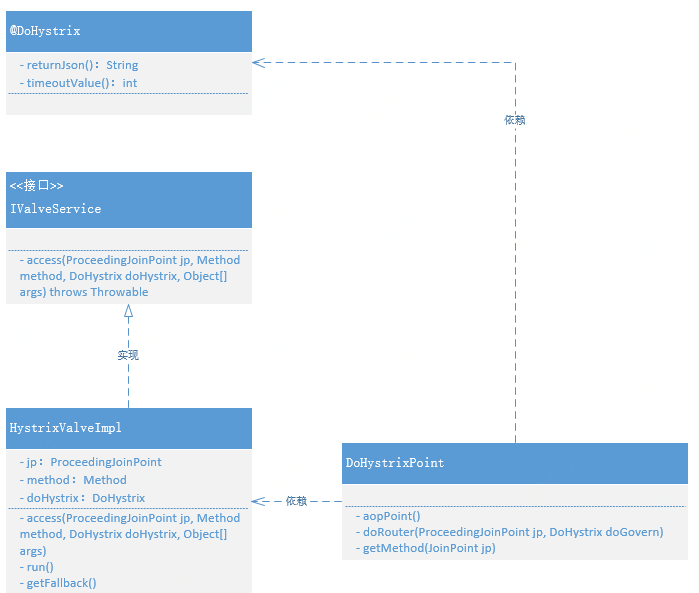 @DoHystrix
- returnJson()：String
- timeoutValue()：int
依赖
<<接口>>
IValveService
- access(ProceedingJoinPoint jp, Method
method, DoHystrix doHystrix, Object[]
args) throws Throwable
实现
HystrixValveImpl
- jp：ProceedingJoinPoint
- method：Method
- doHystrix：DoHystrix
- access(ProceedingJoinPoint jp, Method
method, DoHystrix doHystrix, Object[]
args)
- run()
- getFallback()
依赖
DoHystrixPoint
- aopPoint()
- doRouter(ProceedingJoinPoint jp, DoHystrix doGovern)
- getMethod(JoinPoint jp)